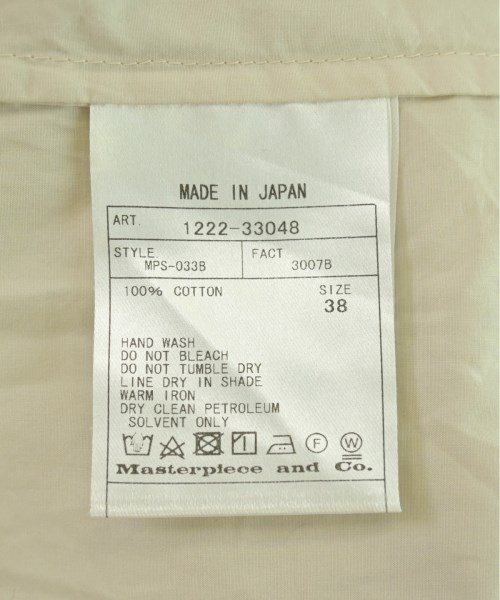 MADE IN JAPAN
ART. 1222-33048
STYLE FACT
MPS-033B 3007B
100% COTTON SIZE
38
HAND WASH
DO NOT BLEACH
DO NOT TUMBLE DRY
LINE DRY IN SHADE
WARM IRON
DRY CLEAN PETROLEUM
SOLVENT ONLY
F W
Masterpiece and Co.